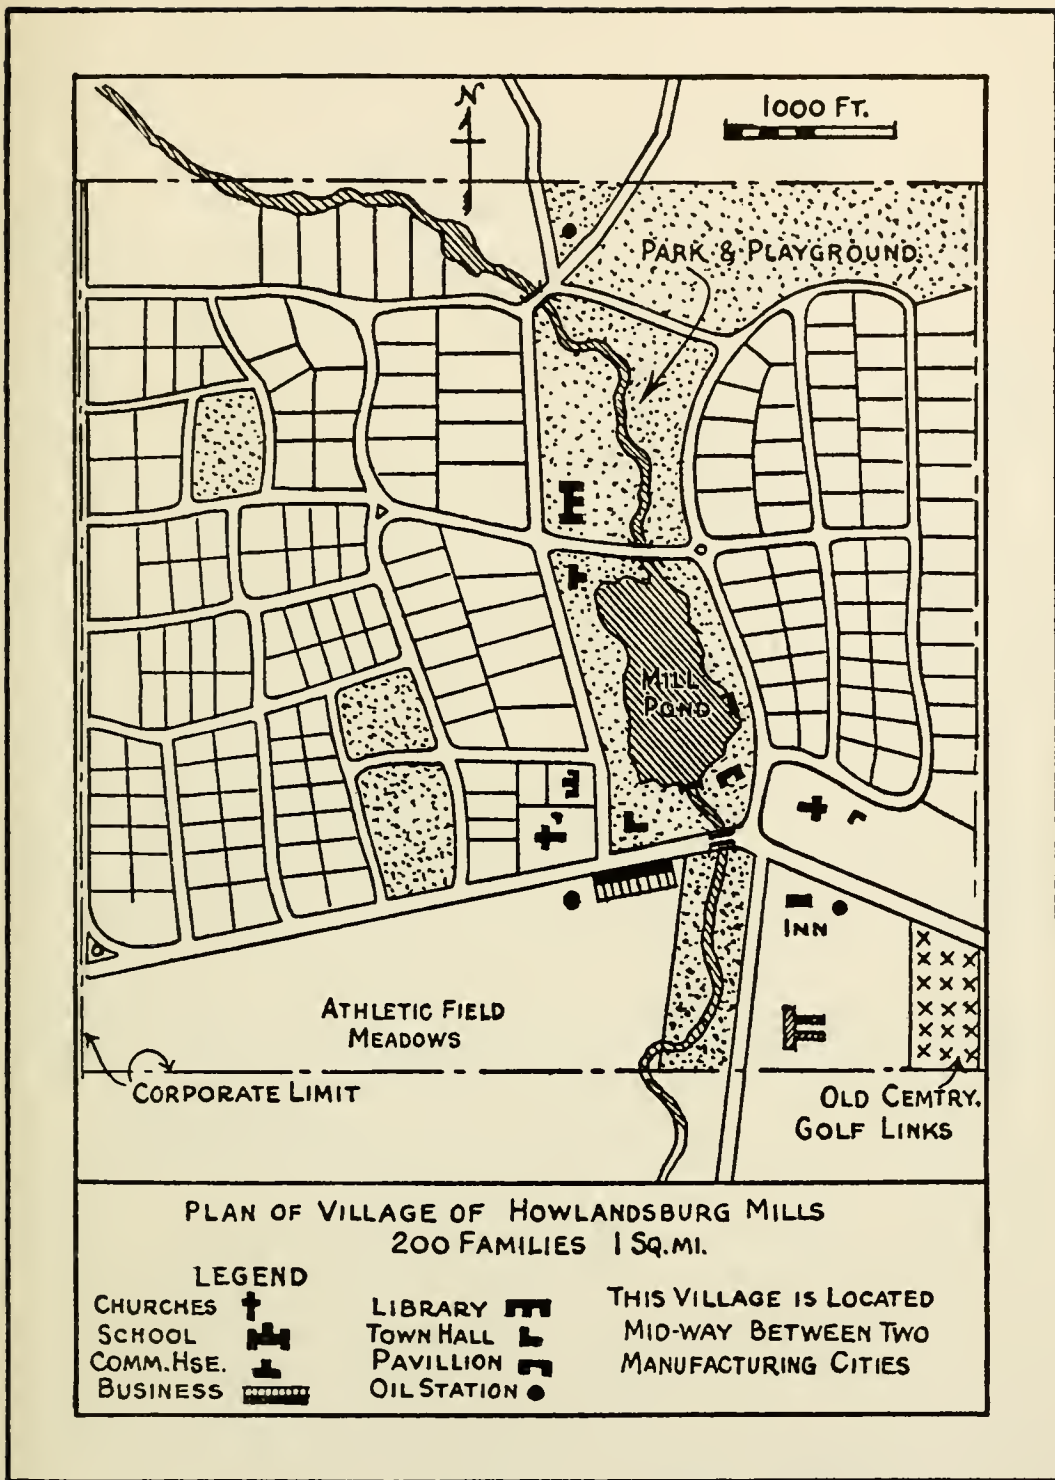 N
1000 FT.
PARK & PLAYGROUND
MILL
POND
INN
ATHLETIC FIELD
MEADOWS
CORPORATE LIMIT
OLD CEMTRY.
GOLF LINKS
PLAN OF VILLAGE OF HOWLANDSBURG MILLS
200 FAMILIES 1 SQ.MI.
LEGEND
CHURCHES
SCHOOL
COMM.HSE.
BUSINESS
LIBRARY
TOWN HALL
PAVILLION
OIL STATION
THIS VILLAGE IS LOCATED
MID-WAY BETWEEN TWO
MANUFACTURING CITIES